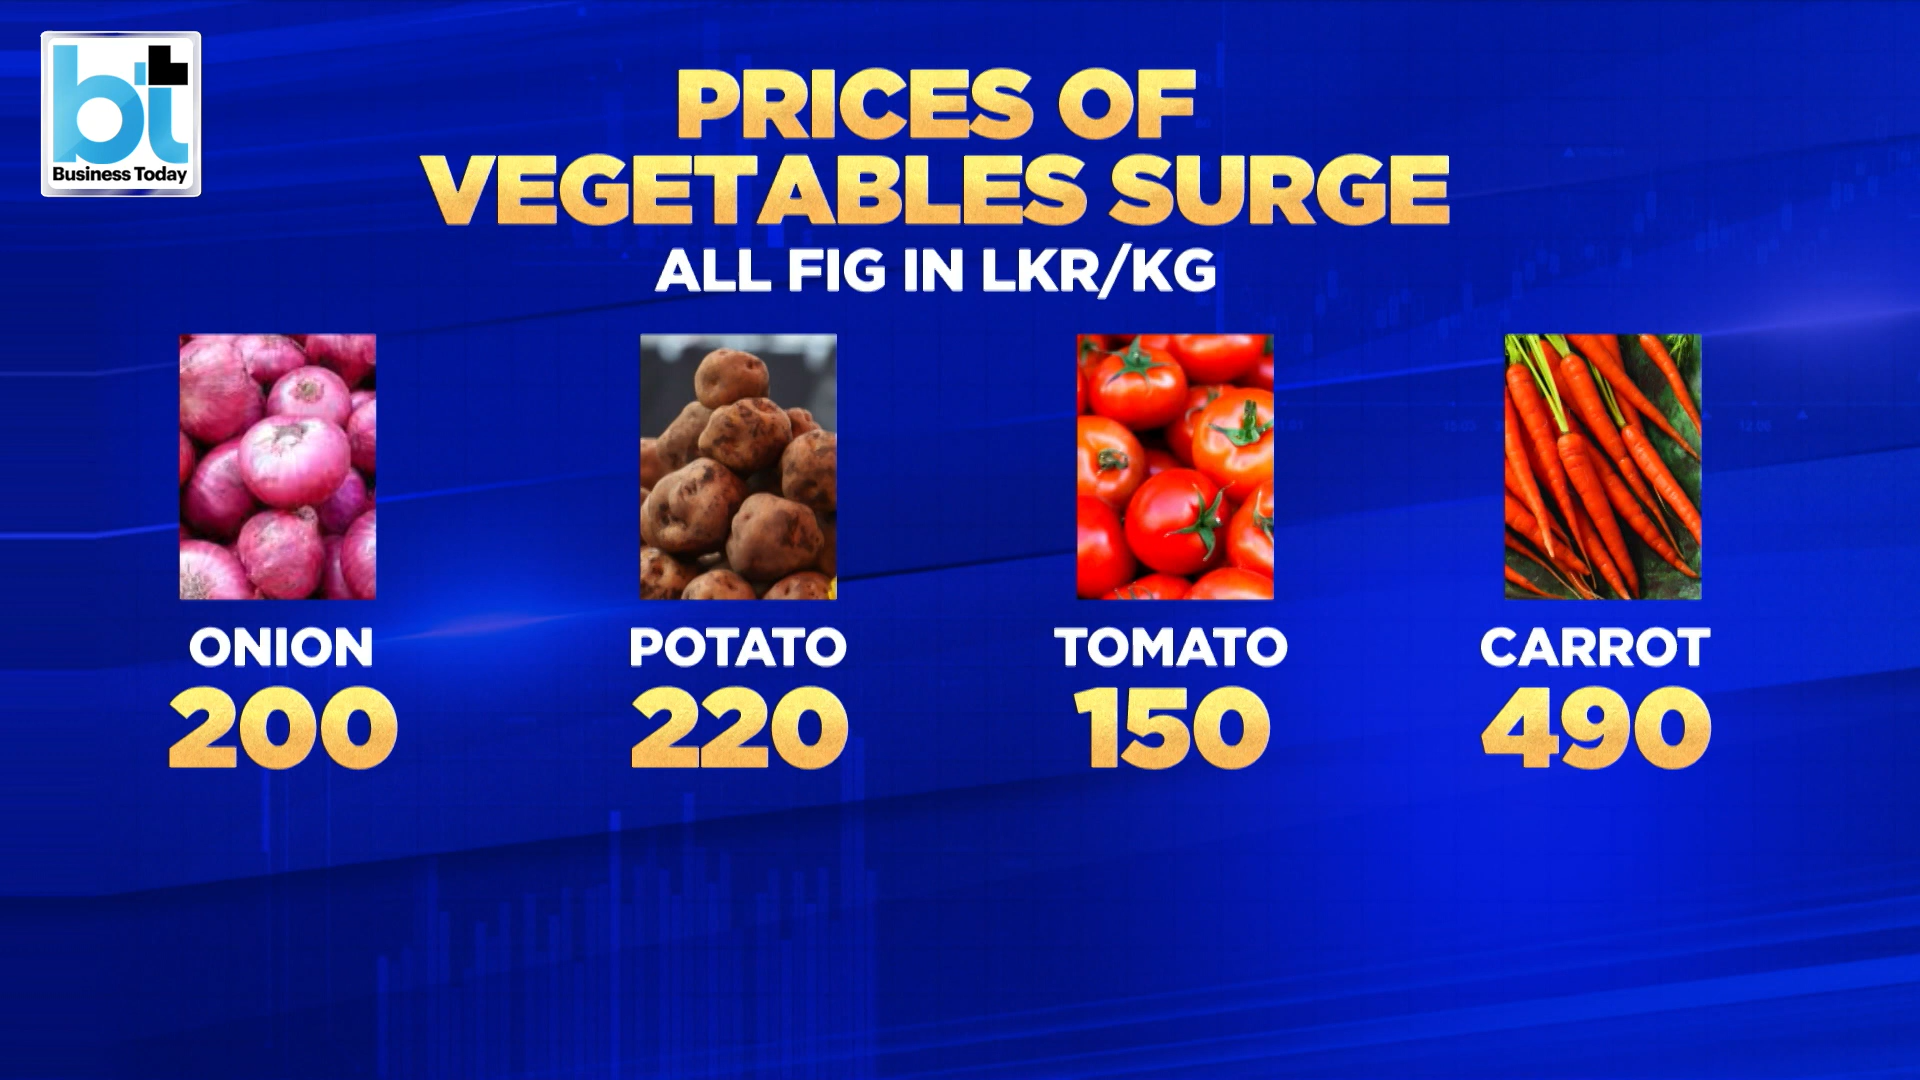 bt
Business Today
PRICES OF
VEGETABLES SURGE
ALL FIG IN LKR/KG
ONION
POTATO
TOMATO
CARROT
200
220
150
490